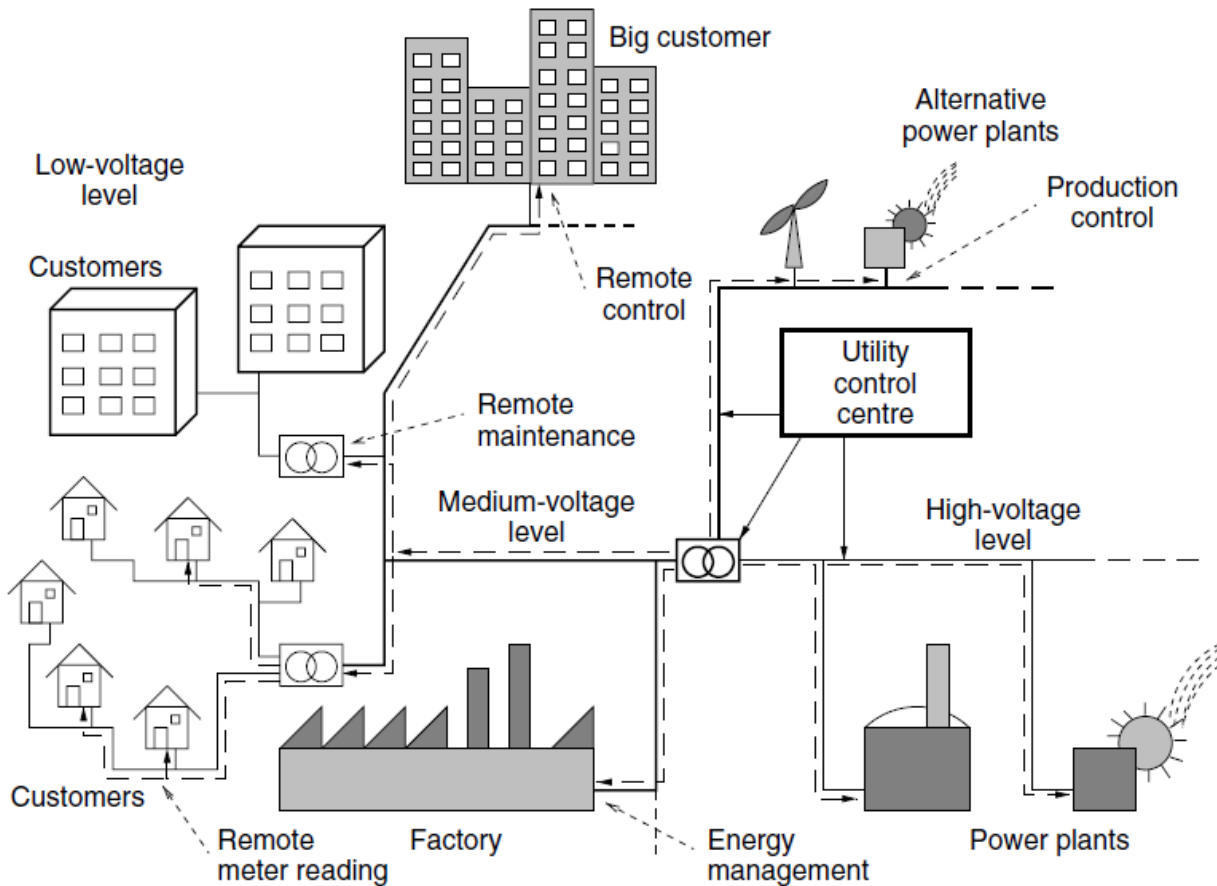 Big customer
Alternative
power plants
Low-voltage
level
Production
control
Customers
Remote
control
Utility
control
centre
Remote
maintenance
Medium-voltage
level
High-voltage
level
Customers
Remote
meter reading
Factory
Energy
management
Power plants